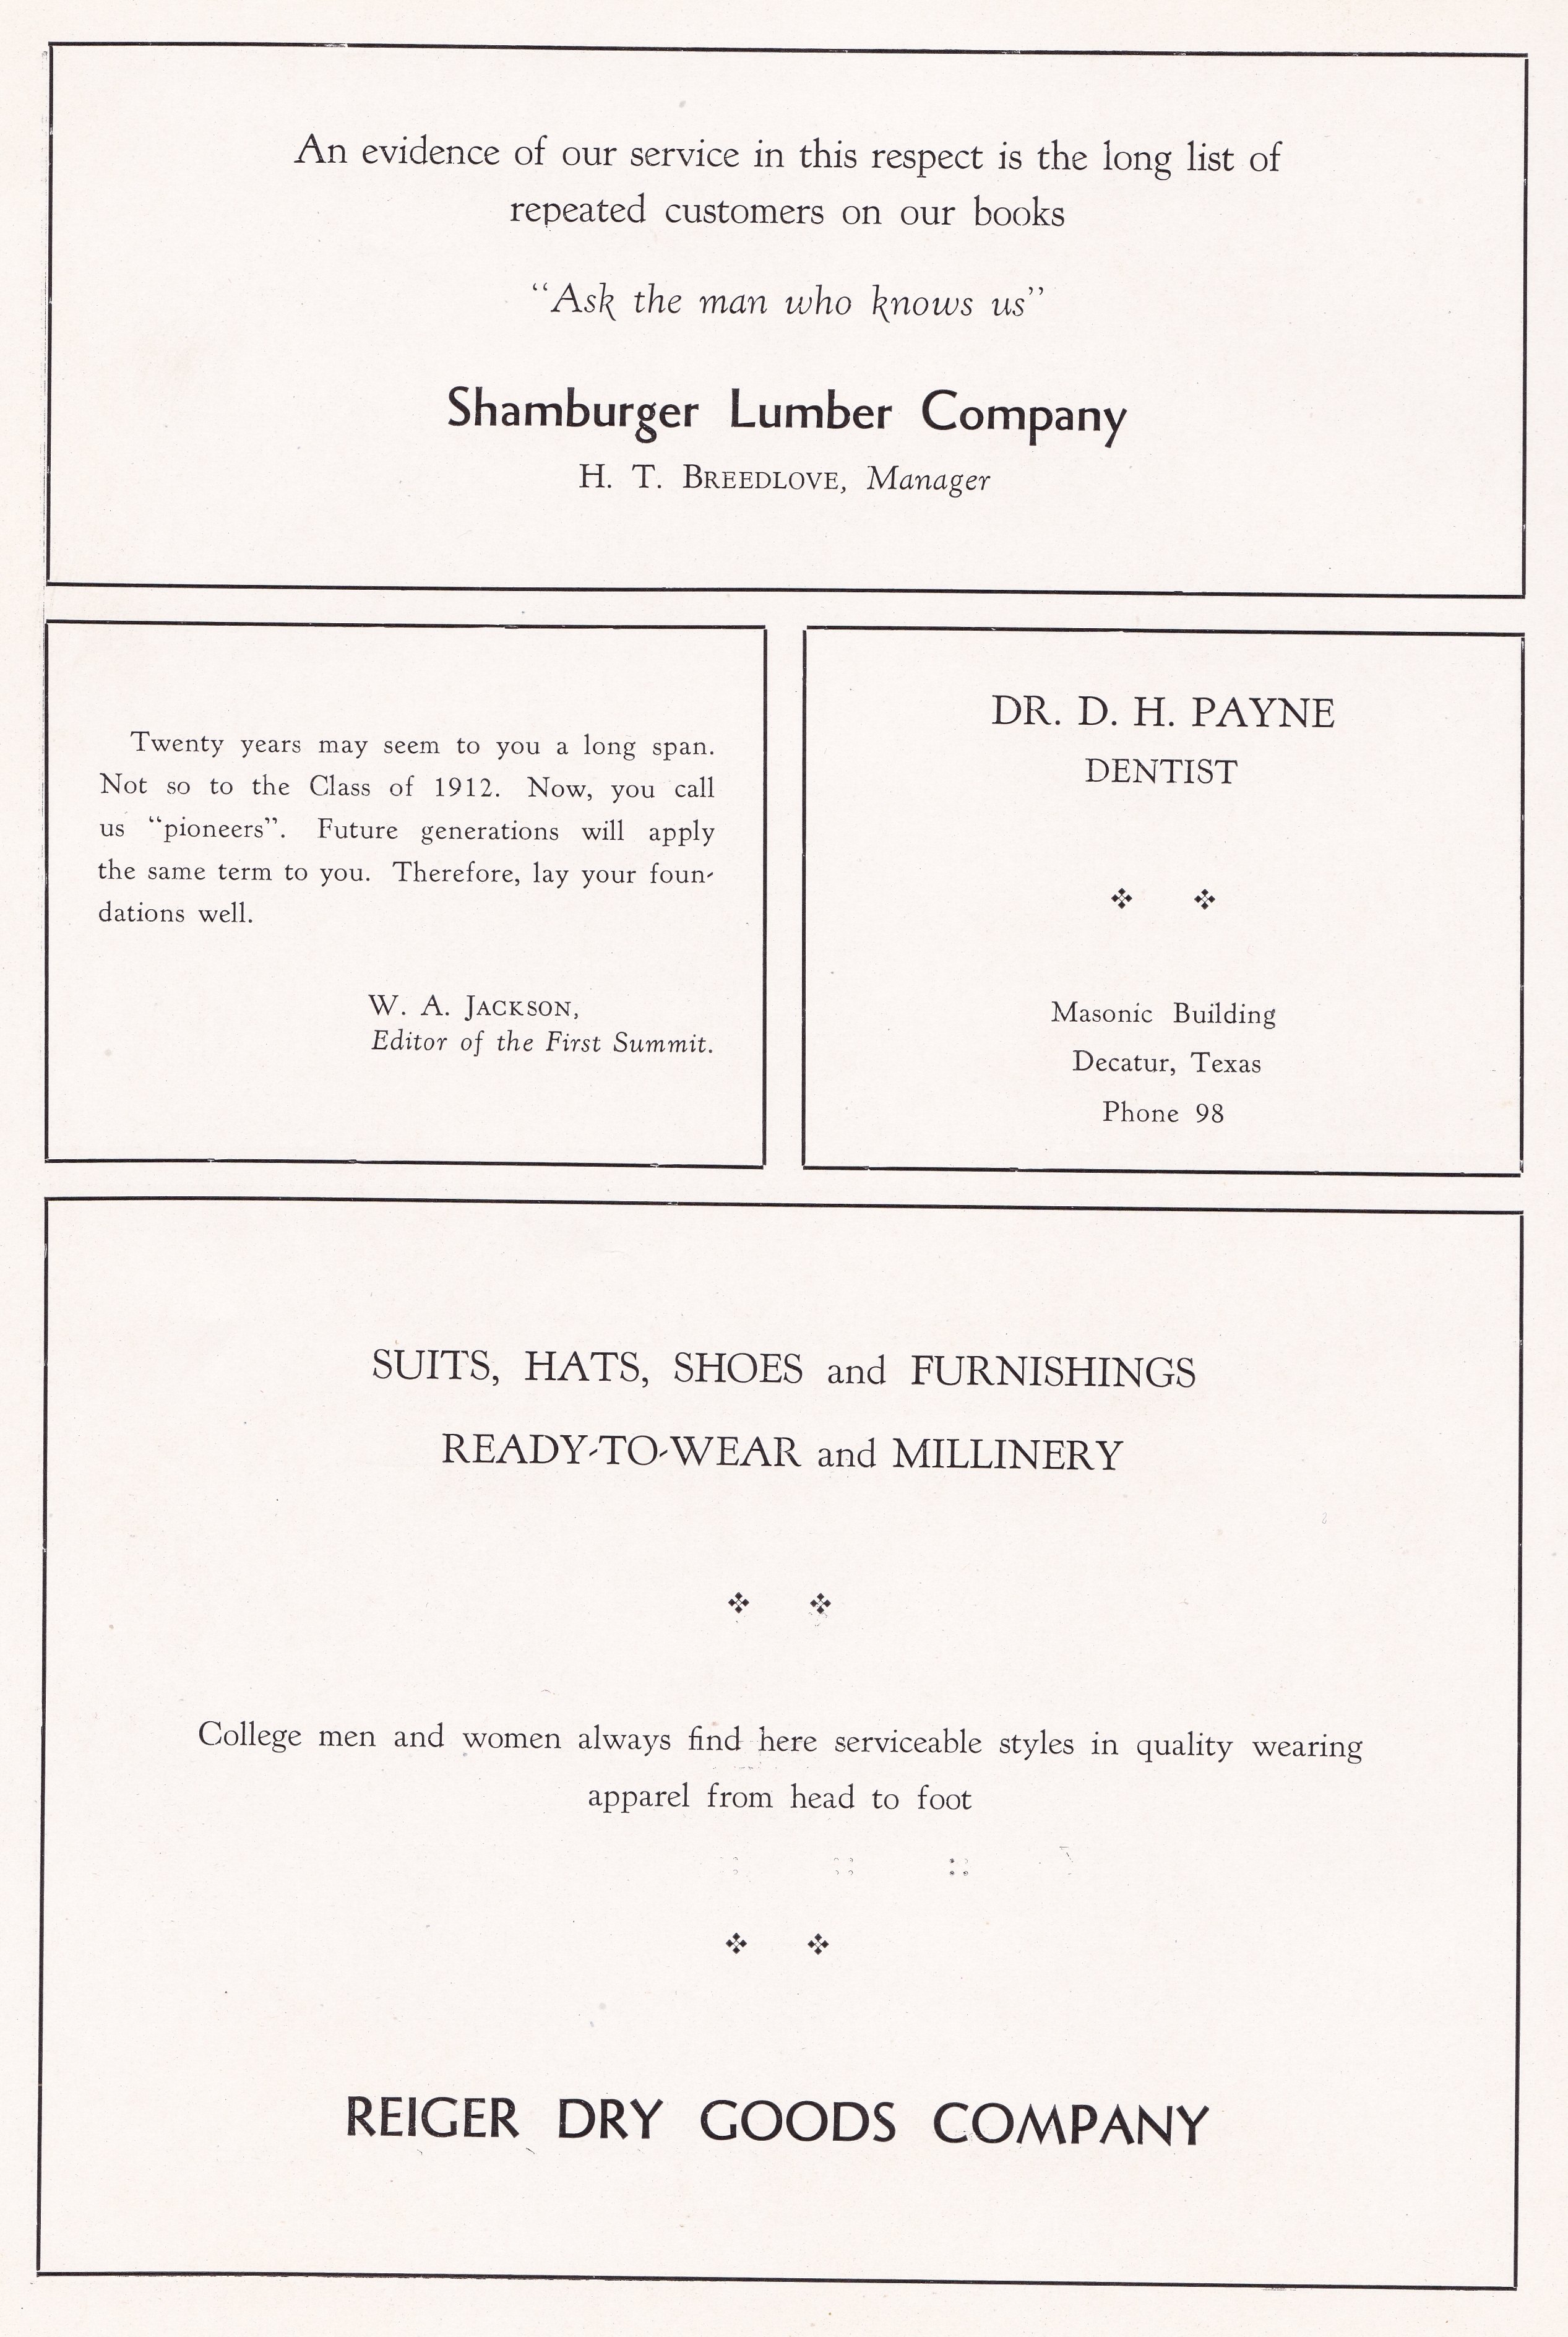 An evidence of our service in this respect is the long list of
repeated customers on our books
“Ask the man who knows us”
Shamburger Lumber Company
H. T. BREEDLOVE, Manager
Twenty years may seem to you a long span.
Not so to the Class of 1912. Now, you call
us “pioneers”. Future generations will apply
the same term to you. Therefore, lay your foun-
dations well.
W. A. JACKSON,
Editor of the First Summit.
DR. D. H. PAYNE
DENTIST
Masonic Building
Decatur, Texas
Phone 98
SUITS, HATS, SHOES and FURNISHINGS
READY-TO-WEAR and MILLINERY
College men and women always find here serviceable styles in quality wearing
apparel from head to foot
REIGER DRY GOODS COMPANY